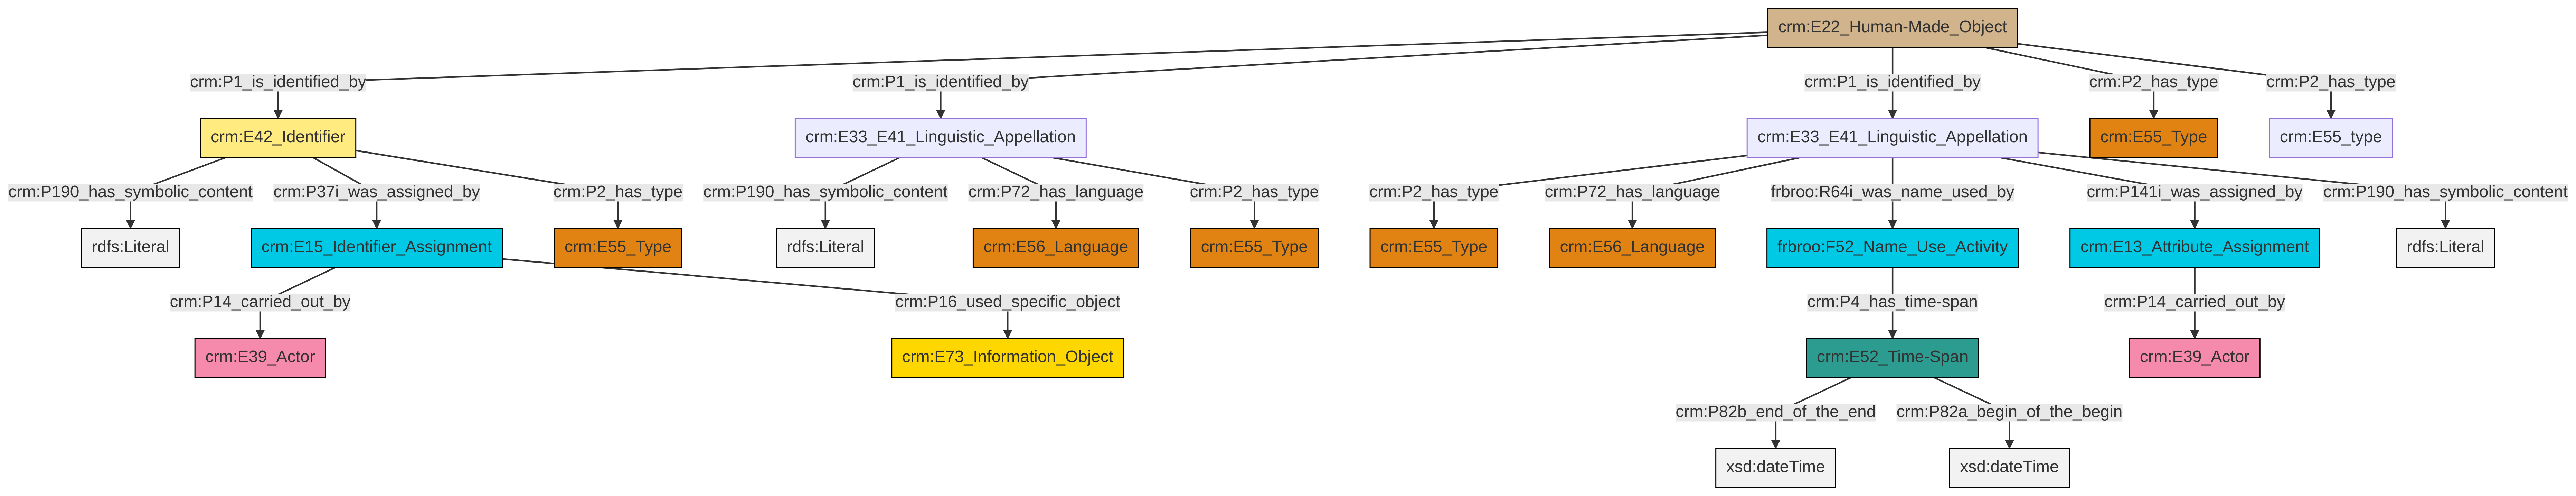 crm:E22_Human-Made_Object
crm:P1_is_identified_by
crm:P1_is_identified_by
crm:P1_is_identified_by
crm:P2_has_type
crm:P2_has_type
crm:E42_Identifier
crm:E33_E41_Linguistic_Appellation
crm:E33_E41_Linguistic_Appellation
crm:E55_Type
crm:E55_type
crm:P190_has_symbolic_content
crm:P37i_was_assigned_by
crm:P2_has_type
crm:P190_has_symbolic_content
crm:P72_has_language
crm:P2_has_type
crm:P2_has_type
crm:P72_has_language
frbroo:R64i_was_name_used_by
crm:P141i_was_assigned_by
crm:P190_has_symbolic_content
rdfs:Literal
crm:E15_Identifier_Assignment
crm:E55_Type
rdfs:Literal
crm:E56_Language
crm:E55_Type
crm:E55_Type
crm:E56_Language
frbroo:F52_Name_Use_Activity
crm:E13_Attribute_Assignment
rdfs:Literal
crm:P14_carried_out_by
crm:P16_used_specific_object
crm:P4_has_time-span
crm:P14_carried_out_by
crm:E39_Actor
crm:E73_Information_Object
crm:E52_Time-Span
crm:E39_Actor
crm:P82b_end_of_the_end
crm:P82a_begin_of_the_begin
xsd:dateTime
xsd:dateTime